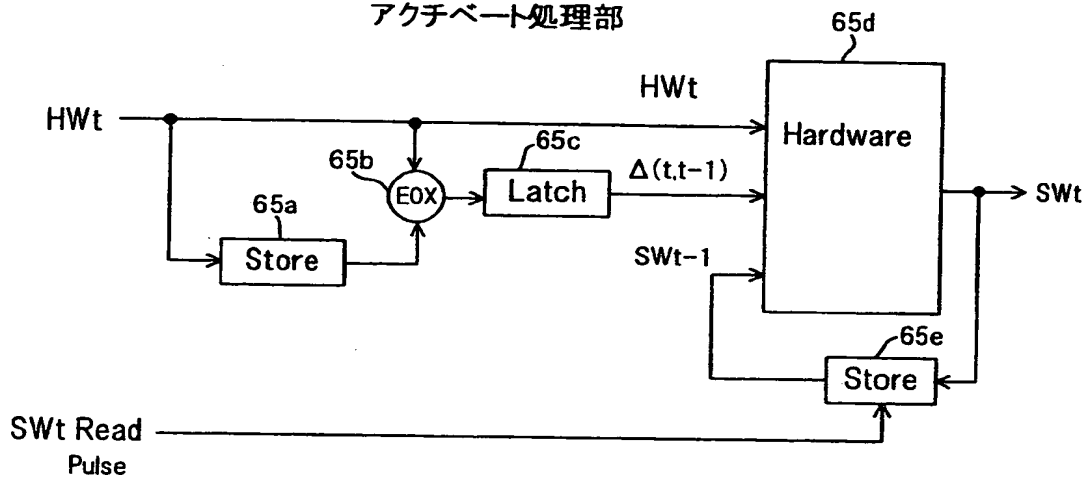 アクチベート処理部
65d
HWt
HWt
Hardware
65b
65c
EOX
Latch
Δ(t,t-1)
SWt
65a
Store
SWt-1
65e
Store
SWt Read
Pulse